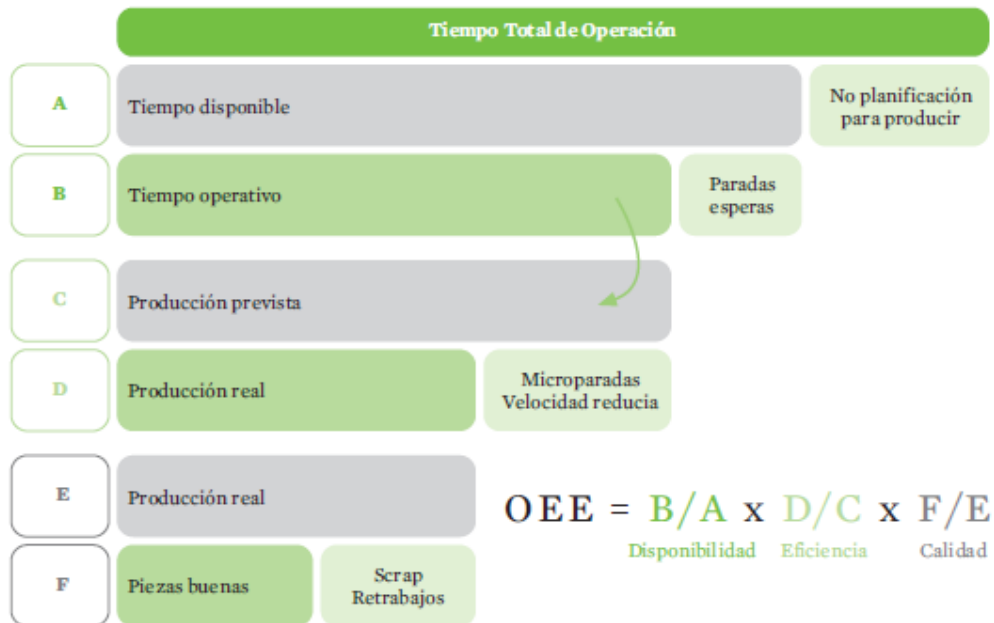 Tiempo Total de Operación
A
Tiempo disponible
No planificación
para producir
B
Tiempo operativo
Paradas
esperas
C
Producción prevista
D
Producción real
Microparadas
Velocidad reducia
E
Producción real
OEE = B/A x D/C x F/E
Disponibilidad Eficiencia Calidad
F
Piezas buenas
Scrap
Retrabajos